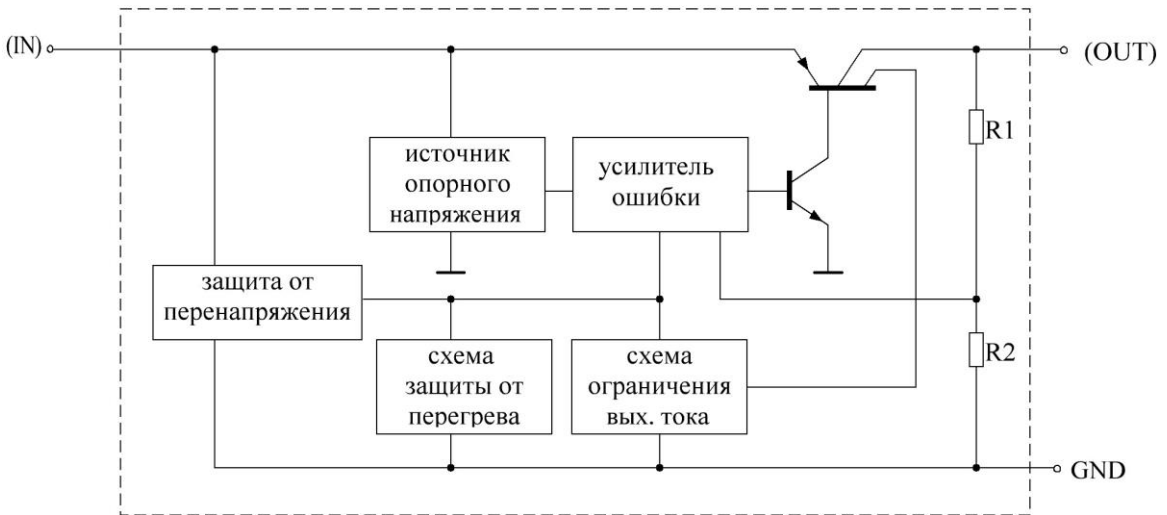 (IN)
(OUT)
источник
опорного
напряжения
усилитель
ошибки
R1
защита от
перенапряжения
схема
защиты от
перегрева
схема
ограничения
вых. тока
R2
GND